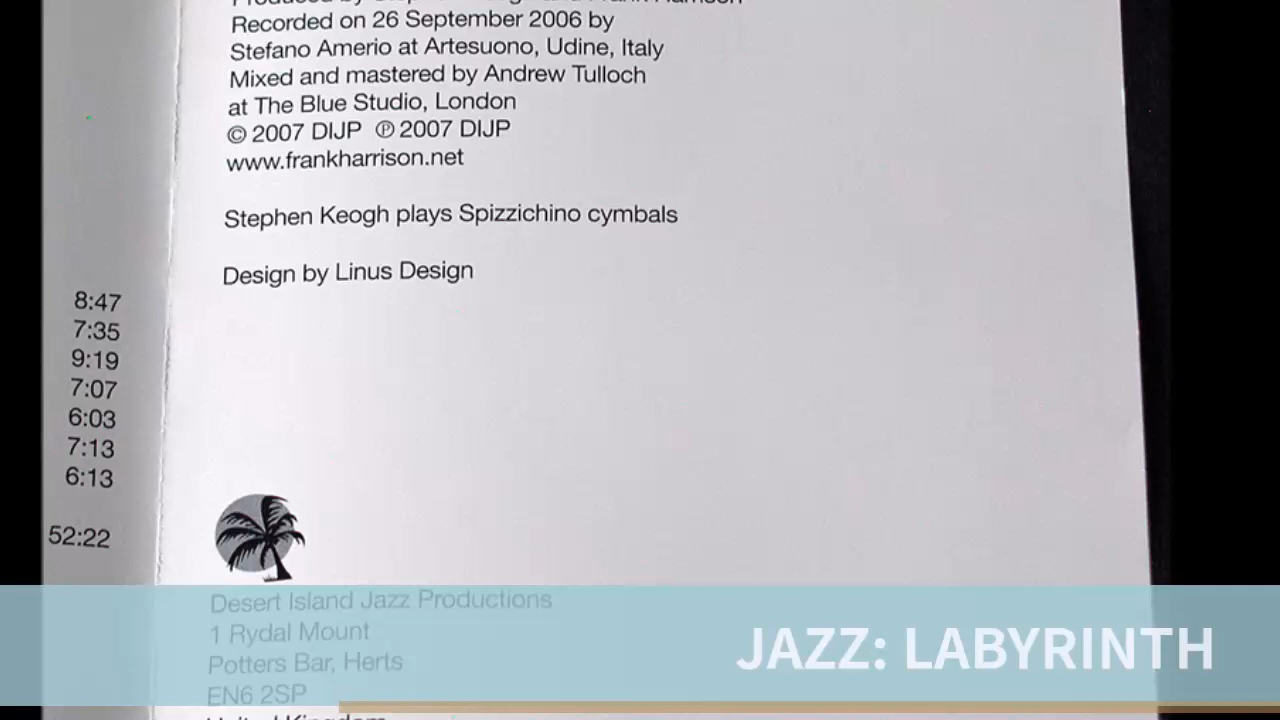 Recorded on 26 September 2006 by
Stefano Amerio at Artesuono, Udine, Italy
Mixed and mastered by Andrew Tulloch
at The Blue Studio, London
© 2007 DIJP ℗ 2007 DIJP
www.frankharrison.net
Stephen Keogh plays Spizzichino cymbals
Design by Linus Design
8:47
7:35
9:19
7:07
6:03
7:13
6:13
52:22
Desert Island Jazz Productions
1 Rydal Mount
Potters Bar, Herts
EN6 2SP
JAZZ: LABYRINTH